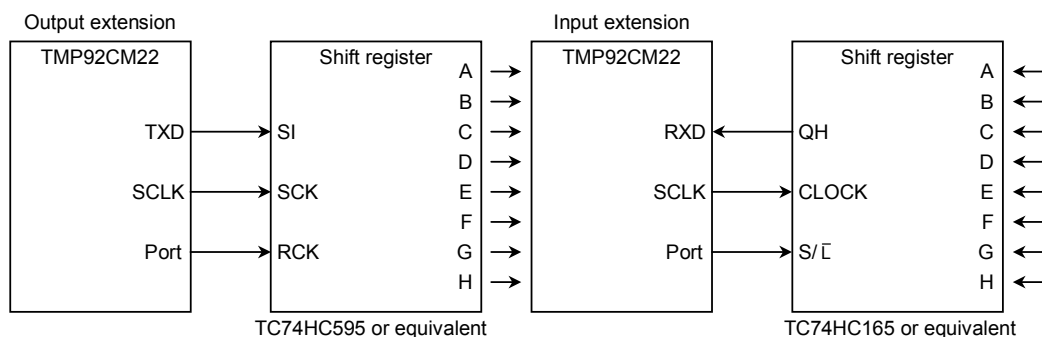 Output extension
TMP92CM22
TXD
SCLK
Port
Shift register
SI
SCK
RCK
A
B
C
D
E
F
G
H
TC74HC595 or equivalent
Input extension
TMP92CM22
RXD
SCLK
Port
Shift register
QH
CLOCK
S/L̅
A
B
C
D
E
F
G
H
TC74HC165 or equivalent